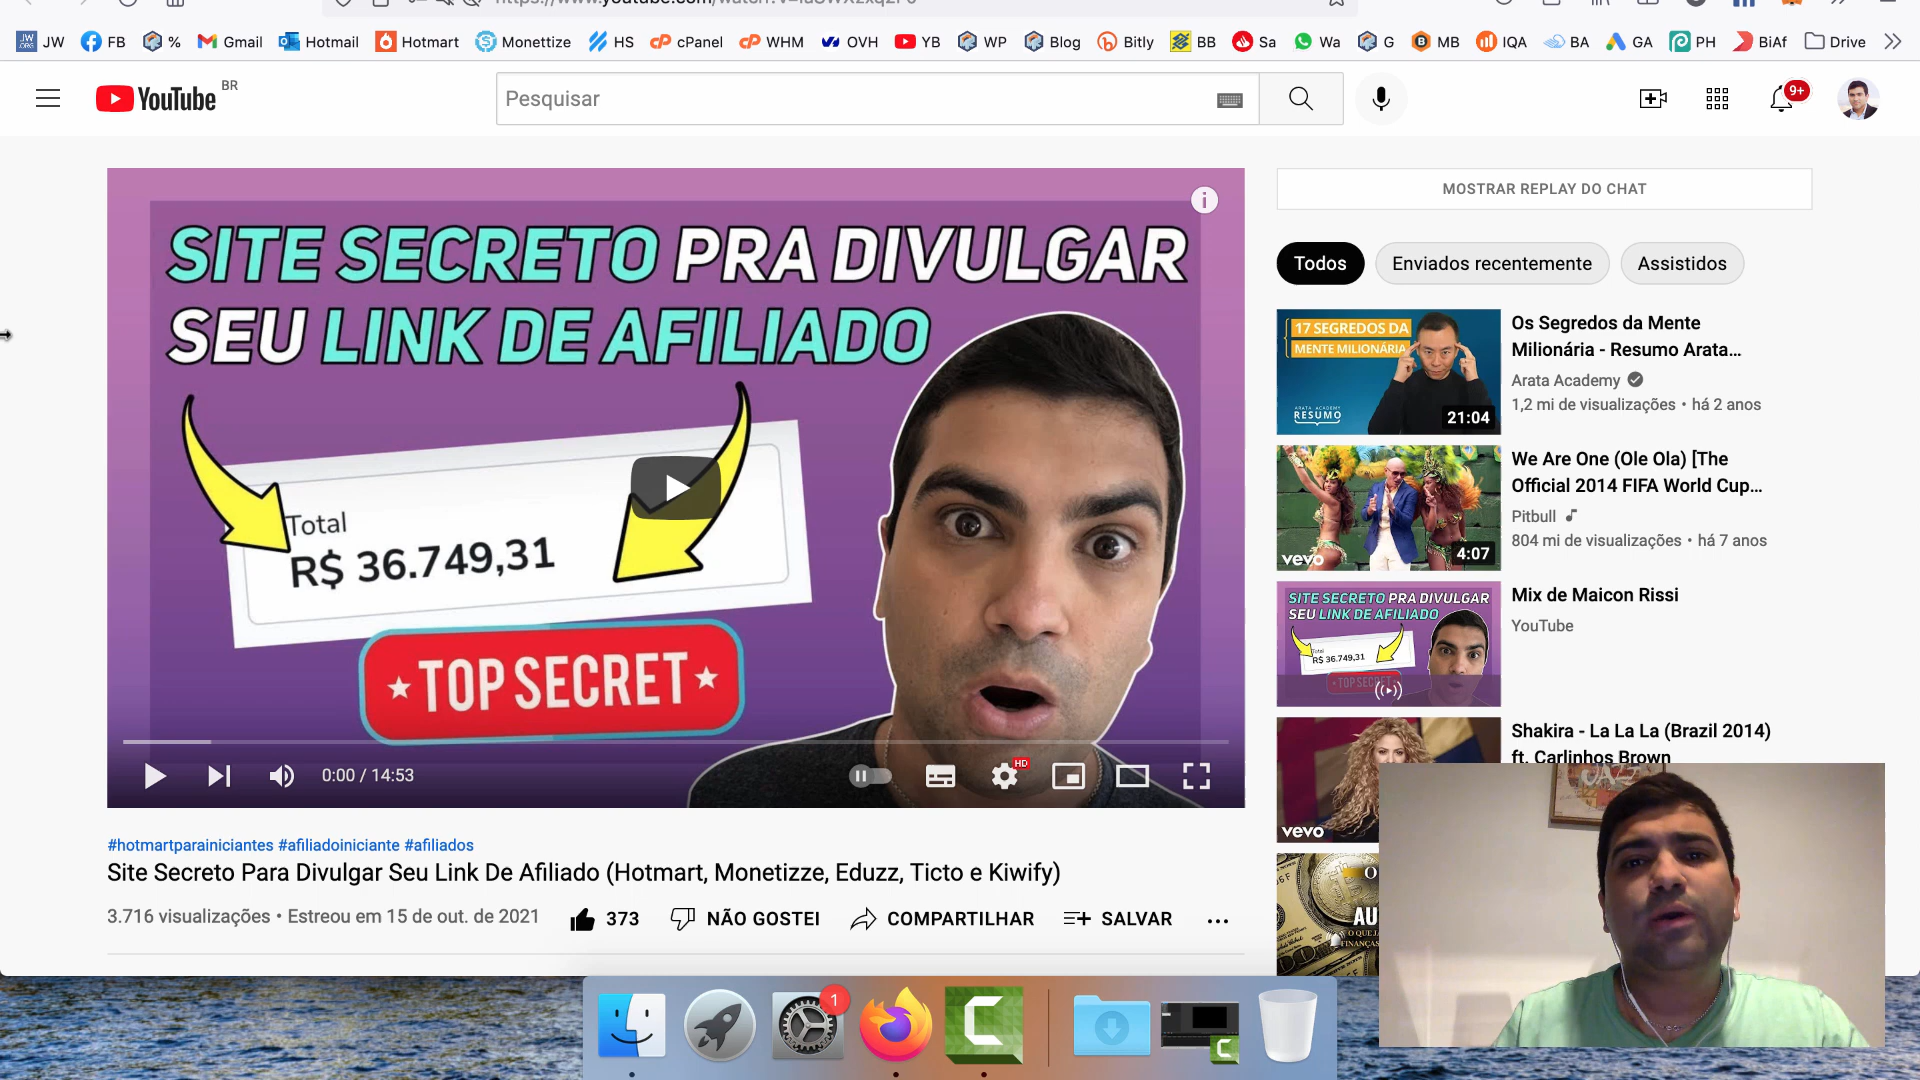 JW
FB
%
Gmail
Hotmail
Hotmart
Monettize
HS
cPanel
WHM
OVH
YB
WP
Blog
Bitly
BB
Sa
Wa
G
MB
IQA
BA
GA
PH
BiAf
Drive
YouTube BR
Pesquisar
9+
SITE SECRETO PRA DIVULGAR
SEU LINK DE AFILIADO
Total
R$ 36.749,31
TOP SECRET
0:00 / 14:53
HD
#hotmartparainiciantes #afiliadoiniciante #afiliados
Site Secreto Para Divulgar Seu Link De Afiliado (Hotmart, Monetizze, Eduzz, Ticto e Kiwify)
3.716 visualizações • Estreou em 15 de out. de 2021
373
NÃO GOSTEI
COMPARTILHAR
SALVAR
MOSTRAR REPLAY DO CHAT
Todos
Enviados recentemente
Assistidos
17 SEGREDOS DA
MENTE MILIONÁRIA
ARATA ACADEMY
RESUMO
21:04
Os Segredos da Mente
Milionária - Resumo Arata...
Arata Academy
1,2 mi de visualizações • há 2 anos
vevo
4:07
We Are One (Ole Ola) [The
Official 2014 FIFA World Cup...
Pitbull
804 mi de visualizações • há 7 anos
SITE SECRETO PRA DIVULGAR
SEU LINK DE AFILIADO
Total
R$ 36.749,31
TOP SECRET
Mix de Maicon Rissi
YouTube
vevo
Shakira - La La La (Brazil 2014)
ft. Carlinhos Brown
O
AU
O QUE
FINANÇAS
1